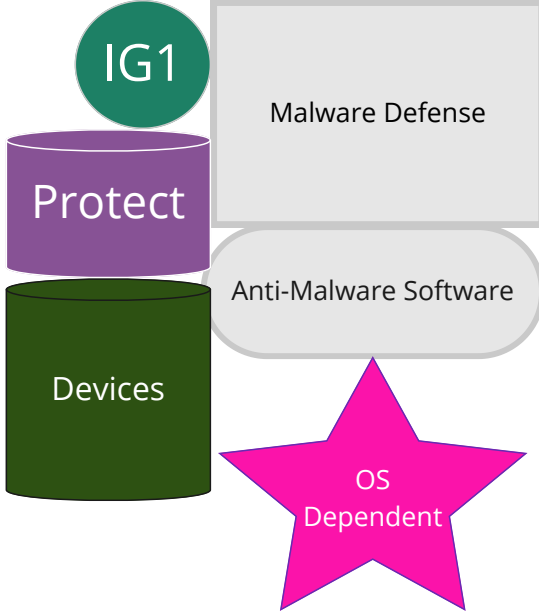 IG1
Malware Defense
Protect
Anti-Malware Software
Devices
OS
Dependent